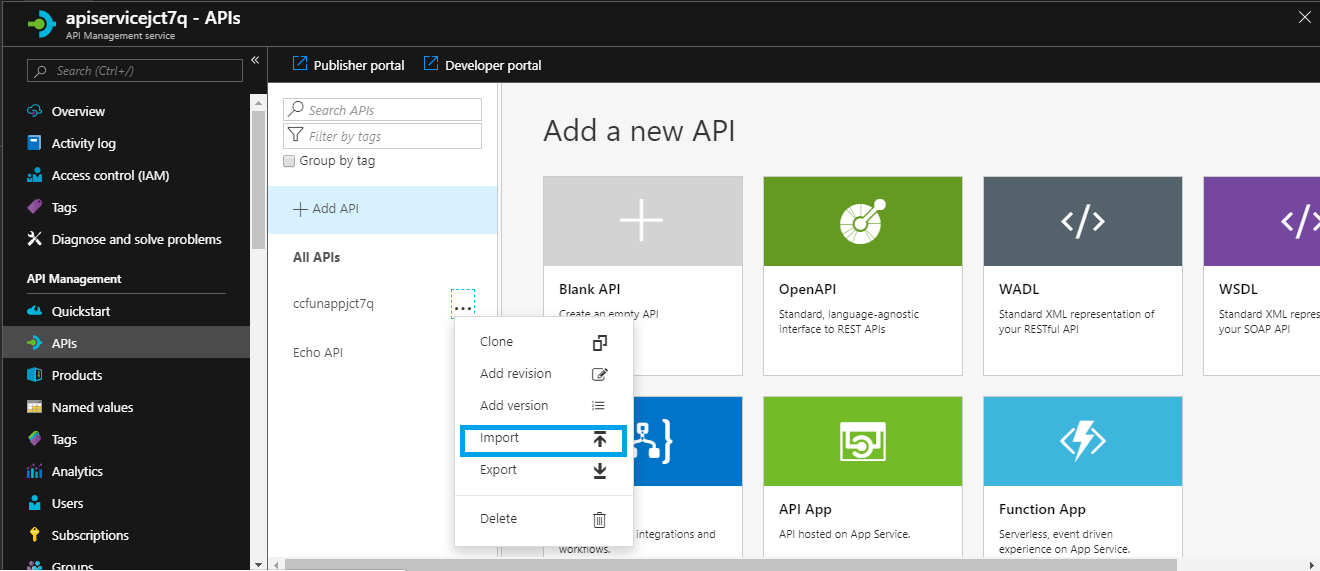 apiservicejct7q - APIs
API Management service
Search (Ctrl+/)
«
Overview
Activity log
Access control (IAM)
Tags
Diagnose and solve problems
API Management
Quickstart
APIs
Products
Named values
Tags
Analytics
Users
Subscriptions
Groups
Publisher portal
Developer portal
Search APIs
Filter by tags
Group by tag
Add API
All APIs
ccfunappjct7q
...
Echo API
Clone
Add revision
Add version
Import
Export
Delete
Add a new API
Blank API
Create an empty API
OpenAPI
Standard, language-agnostic
interface to REST APIs
</>
WADL
Standard XML representation of
your RESTful API
WSDL
Standard XML repre
your SOAP API
integrations and
workflows.
API App
API hosted on App Service.
Function App
Serverless, event driven
experience on App Service.